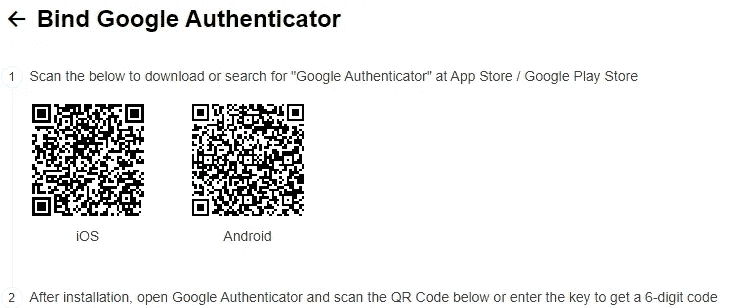 Bind Google Authenticator
1 Scan the below to download or search for "Google Authenticator" at App Store / Google Play Store
iOS Android
2 After installation, open Google Authenticator and scan the QR Code below or enter the key to get a 6-digit code